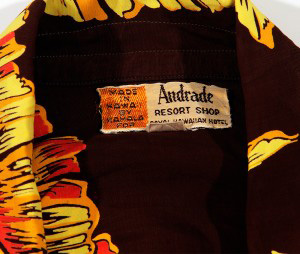 MADE
IN
HAWAII
BY
KAHALA
FOR
Andrade
RESORT SHOP
ROYAL HAWAIIAN HOTEL